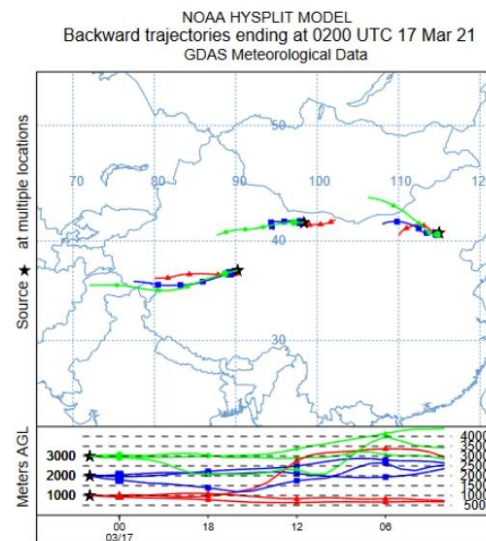 NOAA HYSPLIT MODEL
Backward trajectories ending at 0200 UTC 17 Mar 21
GDAS Meteorological Data
Source ★ at multiple locations
50
70 80 90 100 110 120
40
30
Meters AGL
3000
2000
1000
4000
3500
3000
2500
2000
1500
1000
500
00 18 12 06
03/17